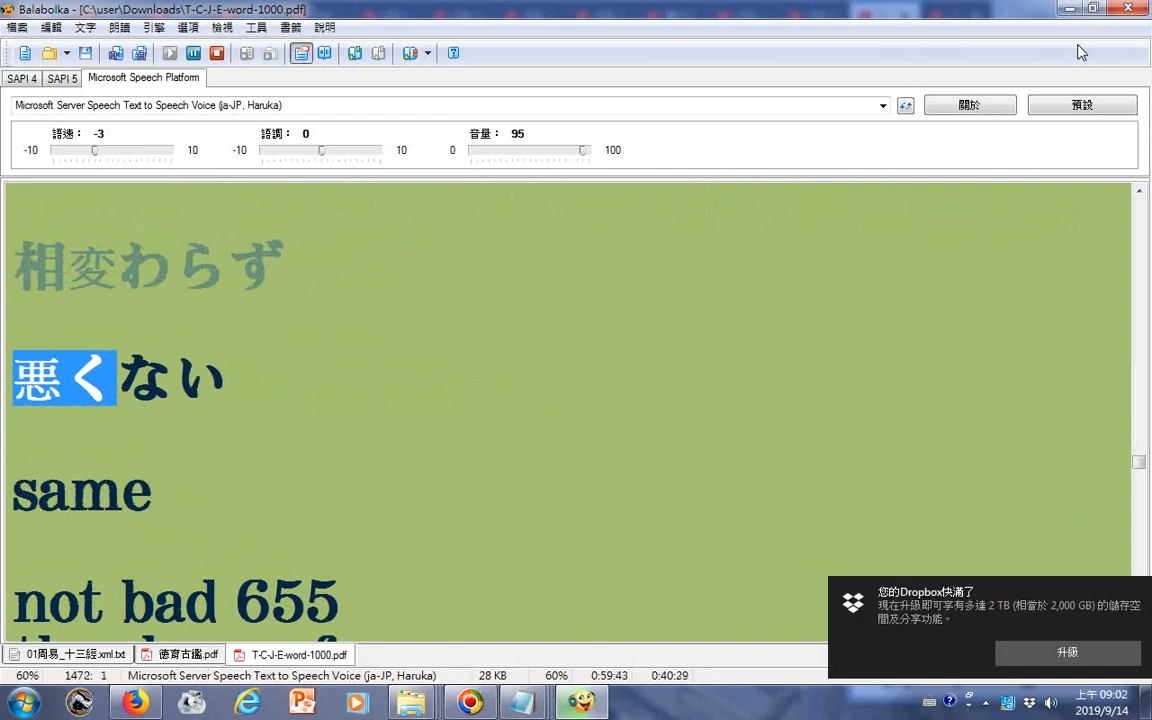 Balabolka - [C:\user\Downloads\T-C-J-E-word-1000.pdf]
檔案 編輯 文字 朗讀 引擎 選項 檢視 工具 書籤 說明
SAPI 4 SAPI 5 Microsoft Speech Platform
Microsoft Server Speech Text to Speech Voice (ja-JP, Haruka) 關於 預設
語速： -3 語調： 0 音量： 95
-10 10 -10 10 0 100
相変わらず
悪くない
same
not bad 655
您的Dropbox快滿了
現在升級即可享有多達 2 TB (相當於 2,000 GB) 的儲存空
間及分享功能。
升級
01周易_十三經.xml.txt 德育古鑑.pdf T-C-J-E-word-1000.pdf
60% 1472: 1 Microsoft Server Speech Text to Speech Voice (ja-JP, Haruka) 28 KB 60% 0:59:43 0:40:29
上午 09:02
2019/9/14